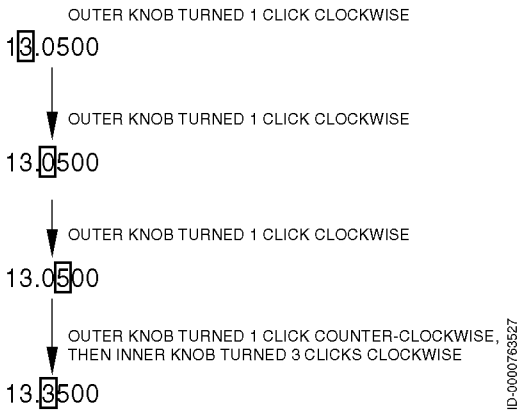 OUTER KNOB TURNED 1 CLICK CLOCKWISE
13.0500
OUTER KNOB TURNED 1 CLICK CLOCKWISE
13.0500
OUTER KNOB TURNED 1 CLICK CLOCKWISE
13.0500
OUTER KNOB TURNED 1 CLICK COUNTER-CLOCKWISE,
THEN INNER KNOB TURNED 3 CLICKS CLOCKWISE
13.3500
ID-0000763527